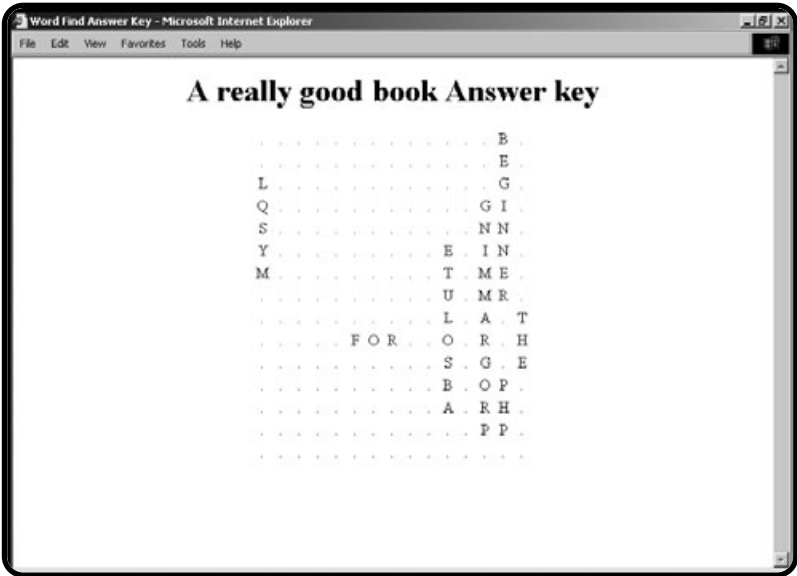 Word Find Answer Key - Microsoft Internet Explorer
File Edit View Favorites Tools Help
A really good book Answer key
. . . . . . . . . . . . . B .
. . . . . . . . . . . . . E .
L . . . . . . . . . . . . G .
Q . . . . . . . . . . . G I .
S . . . . . . . . . . . N N .
Y . . . . . . . . . E . I N .
M . . . . . . . . . T . M E .
. . . . . . . . . . U . M R .
. . . . . . . . . . L . A . T
. . . . . F O R . . O . R . H
. . . . . . . . . . S . G . E
. . . . . . . . . . B . O P .
. . . . . . . . . . A . R H .
. . . . . . . . . . . . P P .
. . . . . . . . . . . . . . .